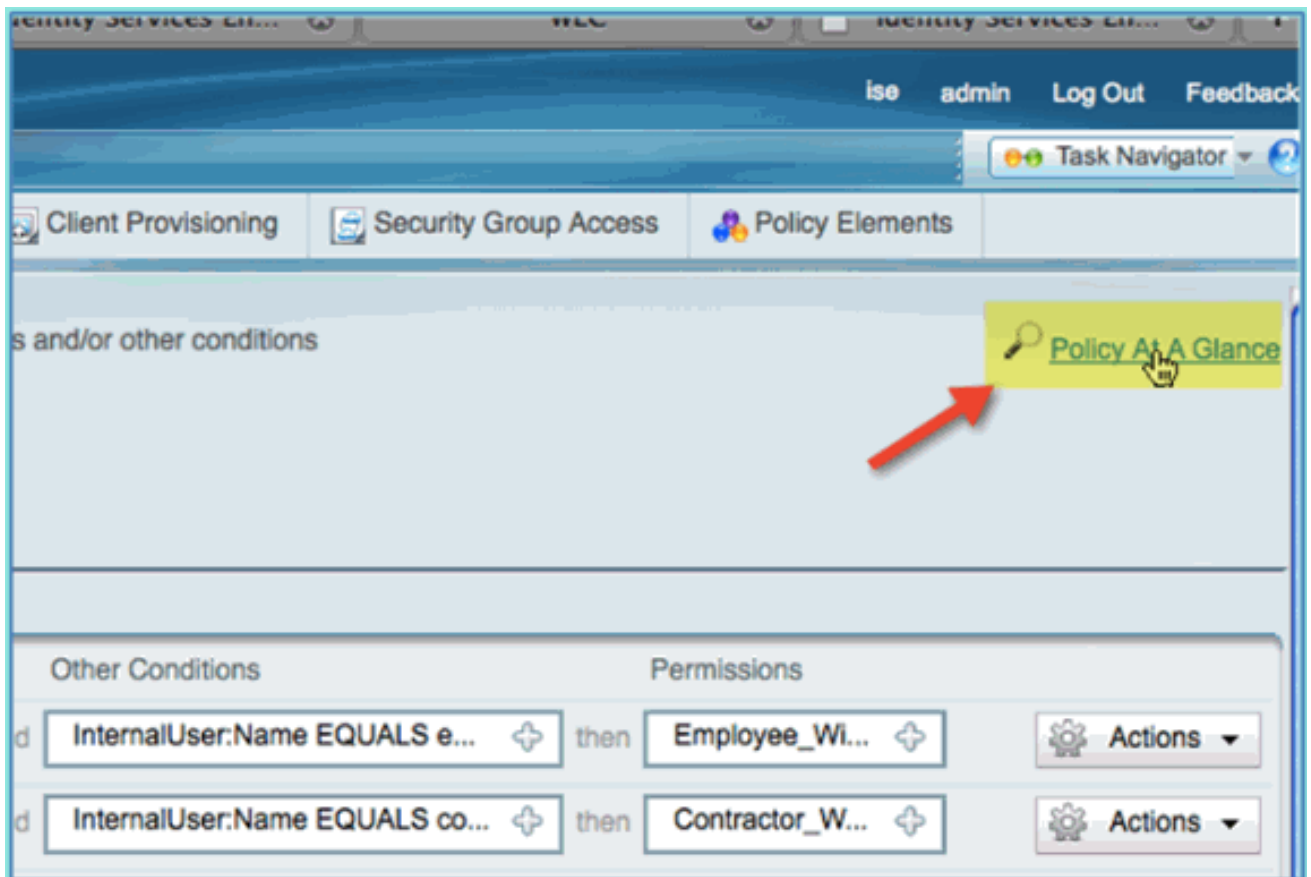 WLC
ise admin Log Out Feedback
Task Navigator
Client Provisioning Security Group Access Policy Elements
s and/or other conditions
Policy At A Glance
Other Conditions Permissions
d InternalUser:Name EQUALS e... then Employee_Wi... Actions
d InternalUser:Name EQUALS co... then Contractor_W... Actions